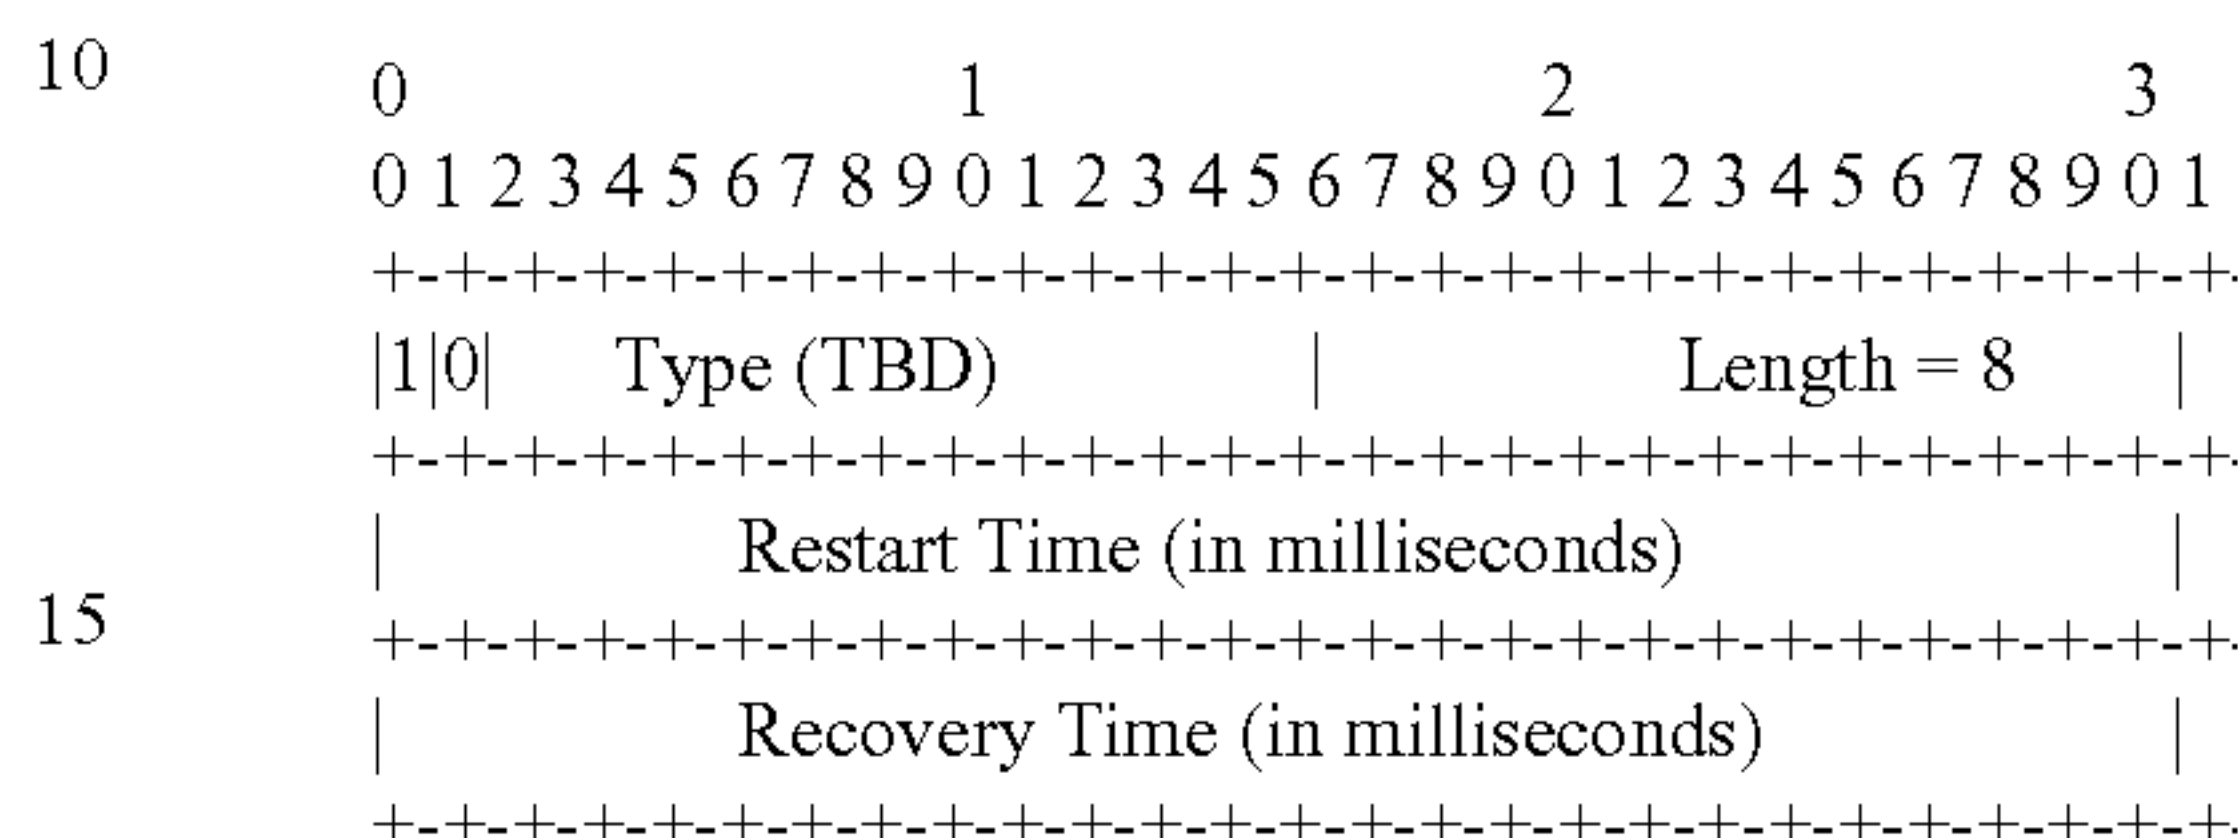 10 0 1 2 3
0 1 2 3 4 5 6 7 8 9 0 1 2 3 4 5 6 7 8 9 0 1 2 3 4 5 6 7 8 9 0 1
+-+-+-+-+-+-+-+-+-+-+-+-+-+-+-+-+-+-+-+-+-+-+-+-+-+-+-+-
|1|0| Type (TBD) | Length = 8 |
+-+-+-+-+-+-+-+-+-+-+-+-+-+-+-+-+-+-+-+-+-+-+-+-+-+-+-+-
| Restart Time (in milliseconds) |
15 +-+-+-+-+-+-+-+-+-+-+-+-+-+-+-+-+-+-+-+-+-+-+-+-+-+-+-+-
| Recovery Time (in milliseconds) |
+-+-+-+-+-+-+-+-+-+-+-+-+-+-+-+-+-+-+-+-+-+-+-+-+-+-+-+-